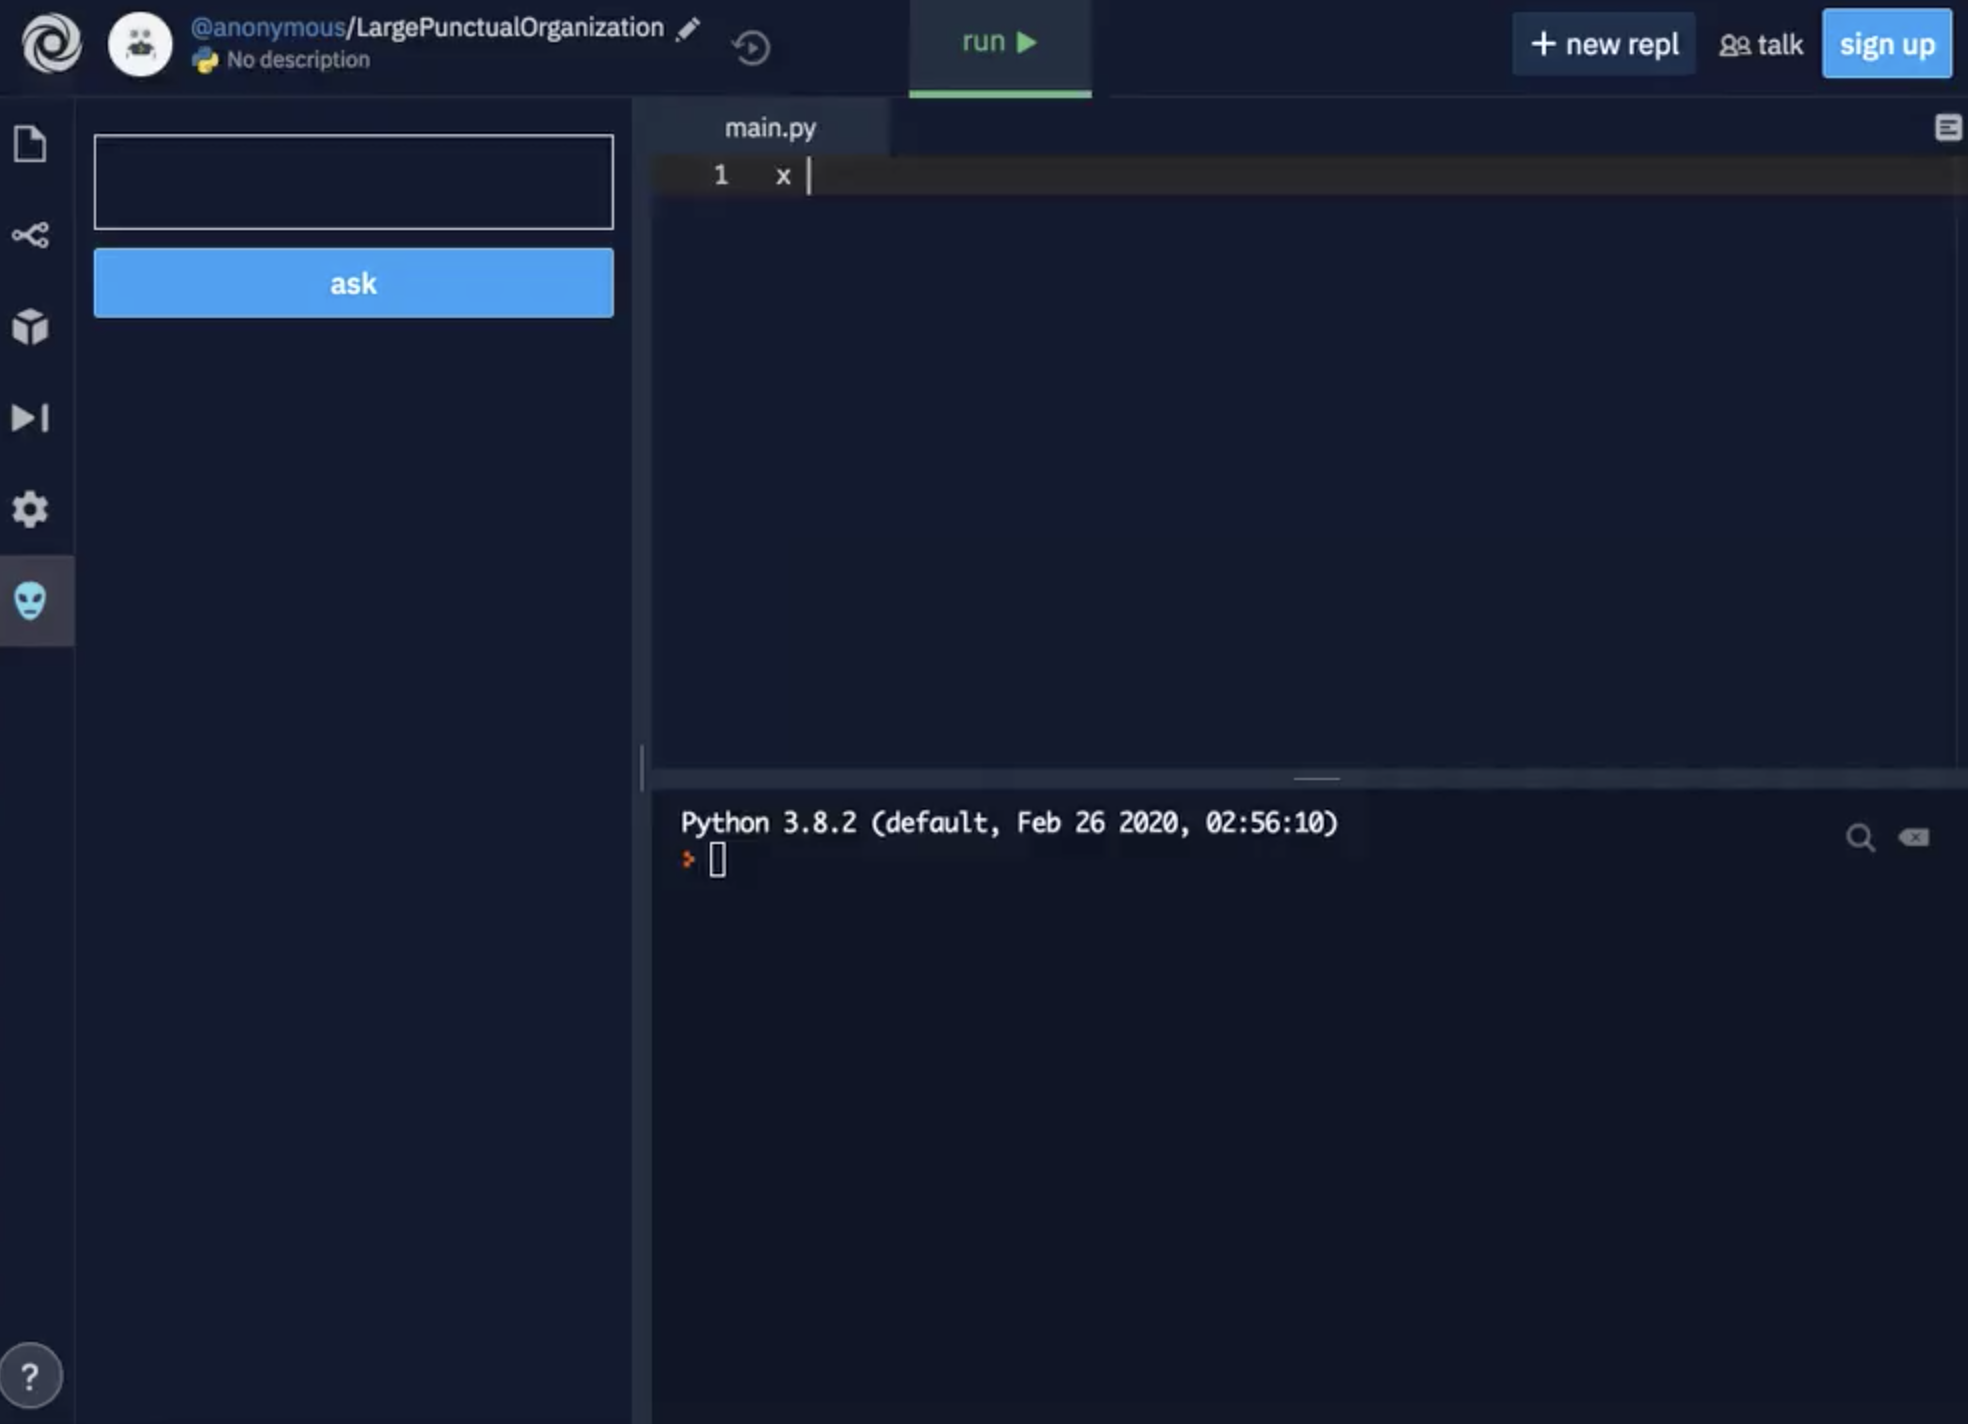 @anonymous/LargePunctualOrganization
No description
run
+ new repl
talk
sign up
ask
main.py
1 x
Python 3.8.2 (default, Feb 26 2020, 02:56:10)
?